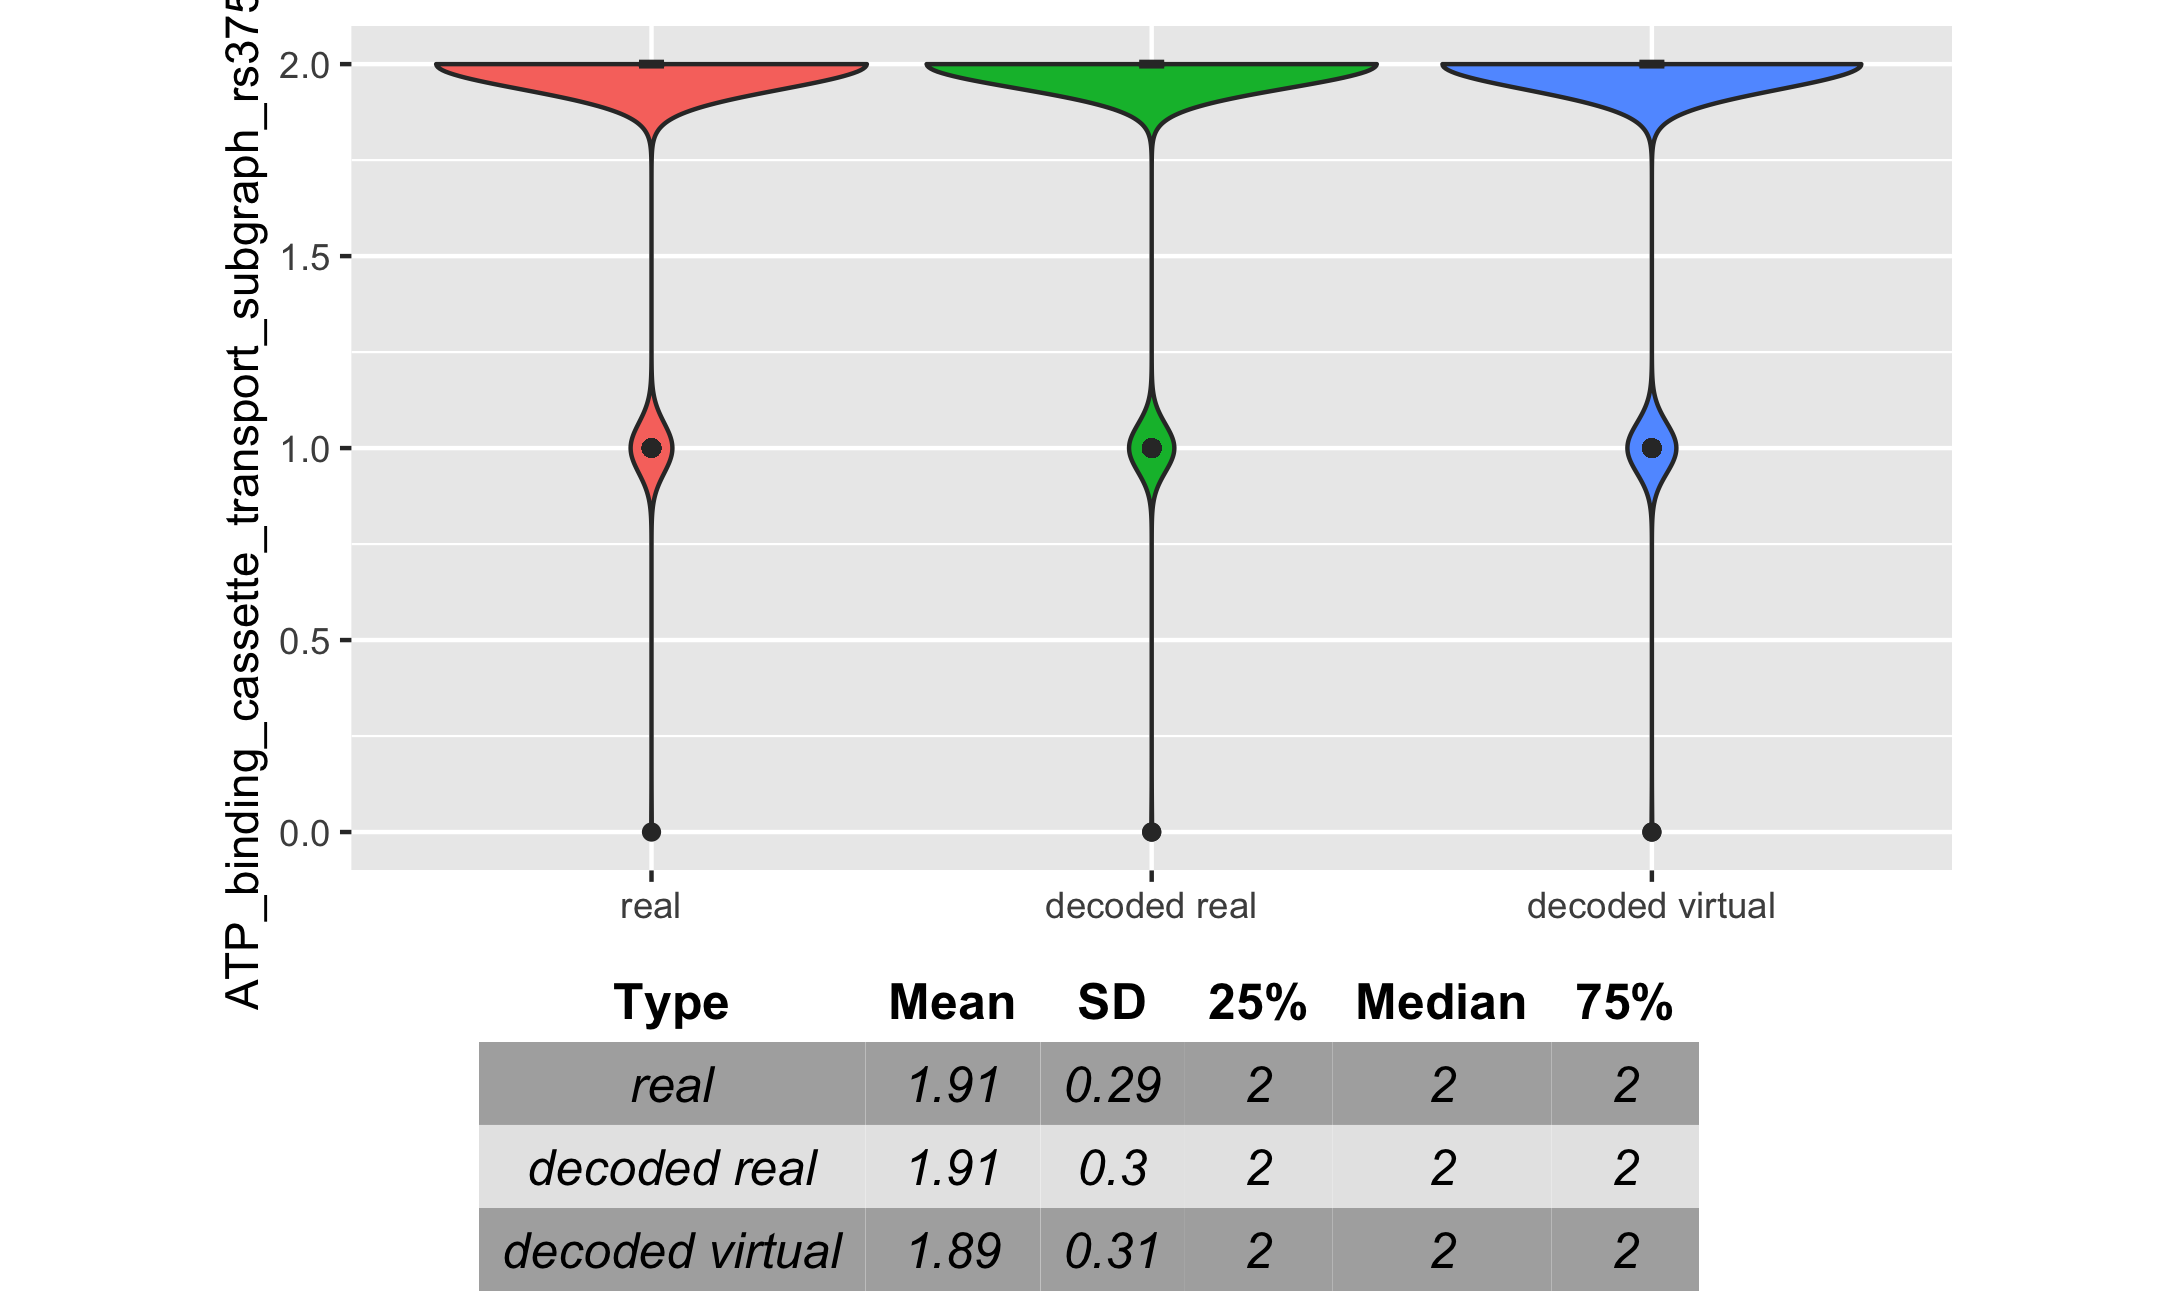 ATP_binding_cassette_transport_subgraph_rs375
2.0
1.5
1.0
0.5
0.0
real decoded real decoded virtual
Type Mean SD 25% Median 75%
real 1.91 0.29 2 2 2
decoded real 1.91 0.3 2 2 2
decoded virtual 1.89 0.31 2 2 2